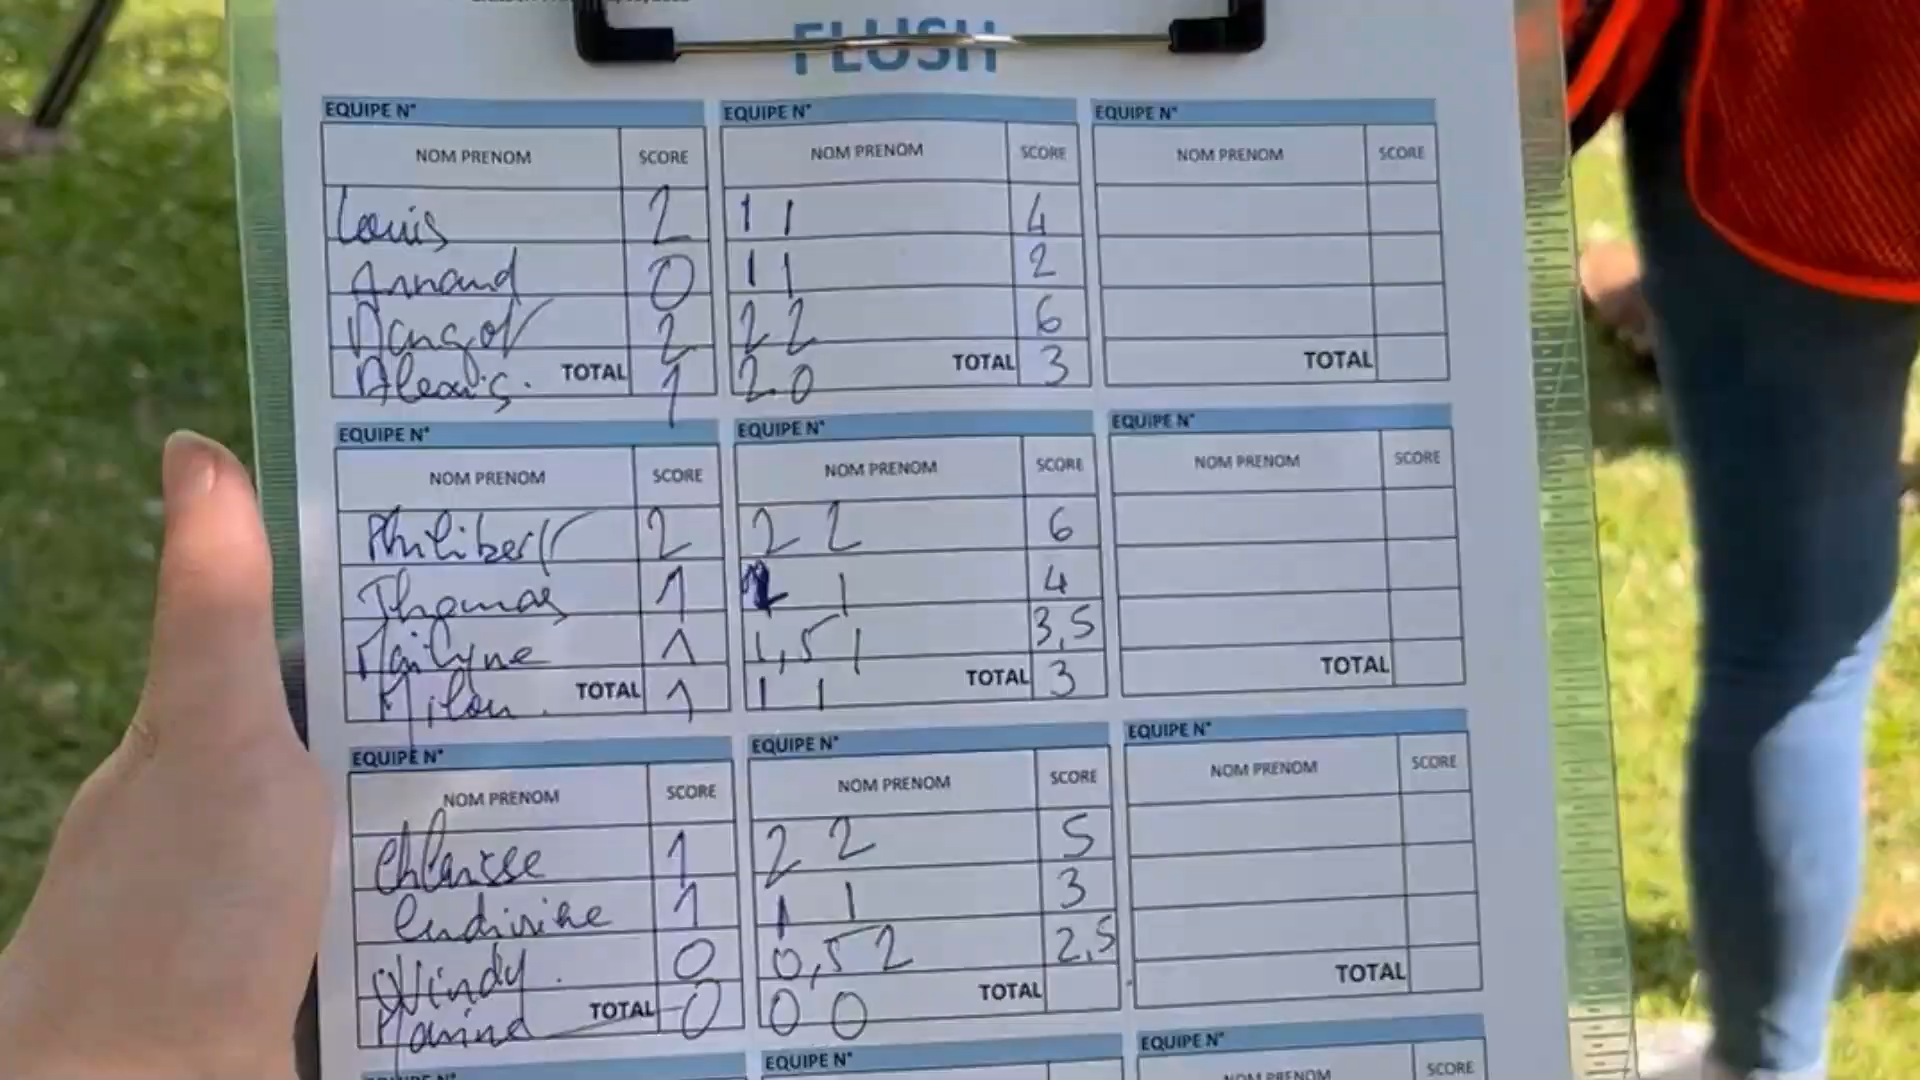 FLUSH
EQUIPE N° EQUIPE N° EQUIPE N°
NOM PRENOM SCORE NOM PRENOM SCORE NOM PRENOM SCORE
Louis 2 1 1 4
Arnaud 0 1 1 2
Margot 2 2 2 6
Alexis. TOTAL 1 2.0 TOTAL 3 TOTAL
EQUIPE N° EQUIPE N° EQUIPE N°
NOM PRENOM SCORE NOM PRENOM SCORE NOM PRENOM SCORE
Philibert 2 2 2 6
Thomas 1 1 4
Maïlyne 1 1,5 1 3,5
Milan. TOTAL 1 1 1 TOTAL 3 TOTAL
EQUIPE N° EQUIPE N° EQUIPE N°
NOM PRENOM SCORE NOM PRENOM SCORE NOM PRENOM SCORE
1 2 2 5
Ludivine 1 1 1 3
Windy. 0 0,5 2 2,5
Marine TOTAL 0 0 0 TOTAL TOTAL
EQUIPE N° EQUIPE N° EQUIPE N°
NOM PRENOM SCORE